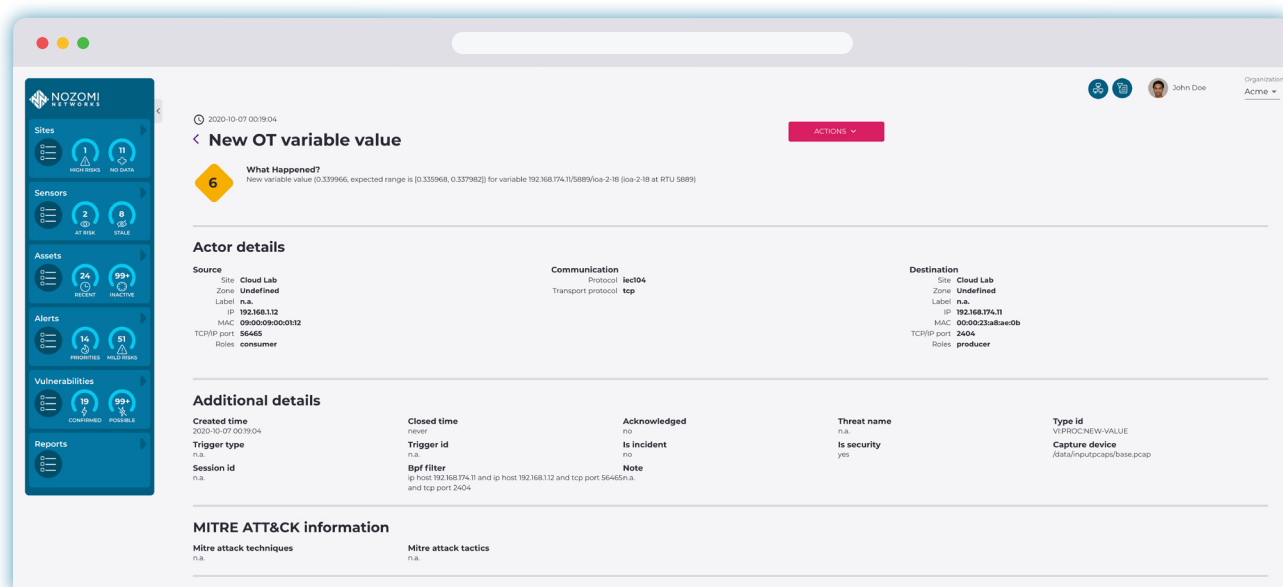 NOZOMI
NETWORKS
Sites
1
HIGH RISKS
11
NO DATA
Sensors
2
AT RISK
8
STALE
Assets
24
RECENT
99+
INACTIVE
Alerts
14
PRIORITIES
51
MILD RISKS
Vulnerabilities
19
CONFIRMED
99+
POSSIBLE
Reports
John Doe
Organization
Acme
2020-10-07 00:19:04
New OT variable value
ACTIONS
6
What Happened?
New variable value (0.339966, expected range is [0.335968, 0.337982]) for variable 192.168.174.11/5889/ioa-2-18 (ioa-2-18 at RTU 5889)
Actor details
Source
Site Cloud Lab
Zone Undefined
Label n.a.
IP 192.168.1.12
MAC 09:00:09:00:01:12
TCP/IP port 56465
Roles consumer
Communication
Protocol iec104
Transport protocol tcp
Destination
Site Cloud Lab
Zone Undefined
Label n.a.
IP 192.168.174.11
MAC 00:00:23:a8:ae:0b
TCP/IP port 2404
Roles producer
Additional details
Created time
2020-10-07 00:19:04
Closed time
never
Acknowledged
no
Threat name
n.a.
Type id
VI:PROC:NEW-VALUE
Trigger type
n.a.
Trigger id
n.a.
Is incident
no
Is security
yes
Capture device
/data/inputpcaps/base.pcap
Session id
n.a.
Bpf filter
ip host 192.168.174.11 and ip host 192.168.1.12 and tcp port 56465
and tcp port 2404
Note
n.a.
MITRE ATT&CK information
Mitre attack techniques
n.a.
Mitre attack tactics
n.a.